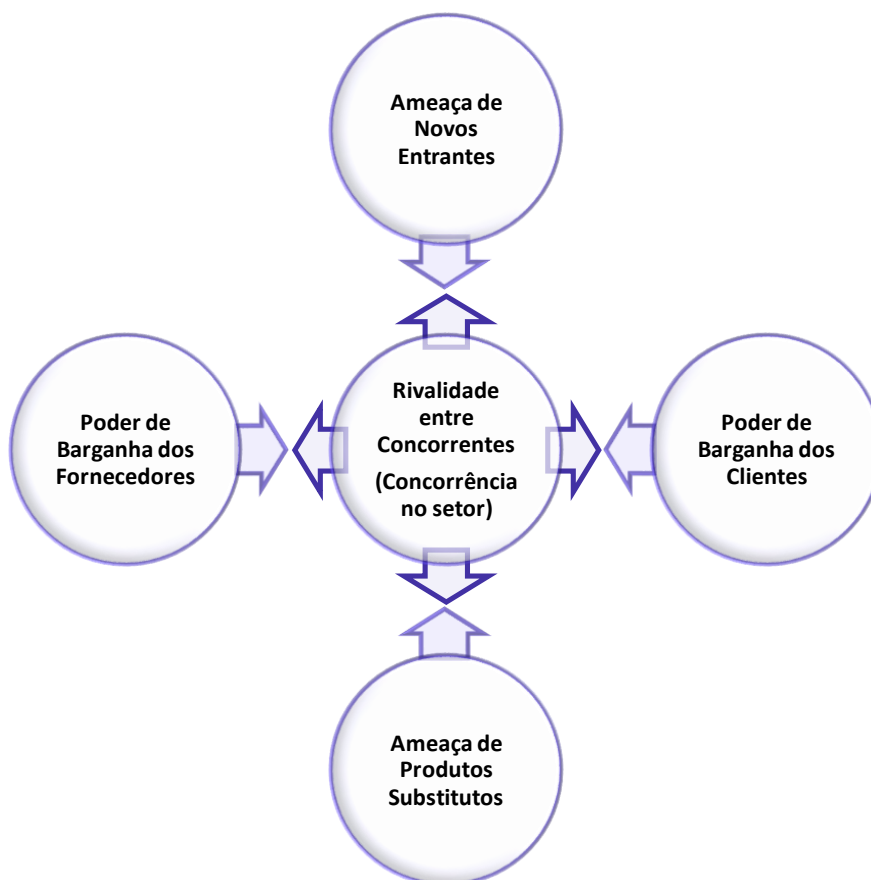 Ameaça de
Novos
Entrantes
Poder de
Barganha dos
Fornecedores
Rivalidade
entre
Concorrentes
(Concorrência
no setor)
Poder de
Barganha dos
Clientes
Ameaça de
Produtos
Substitutos